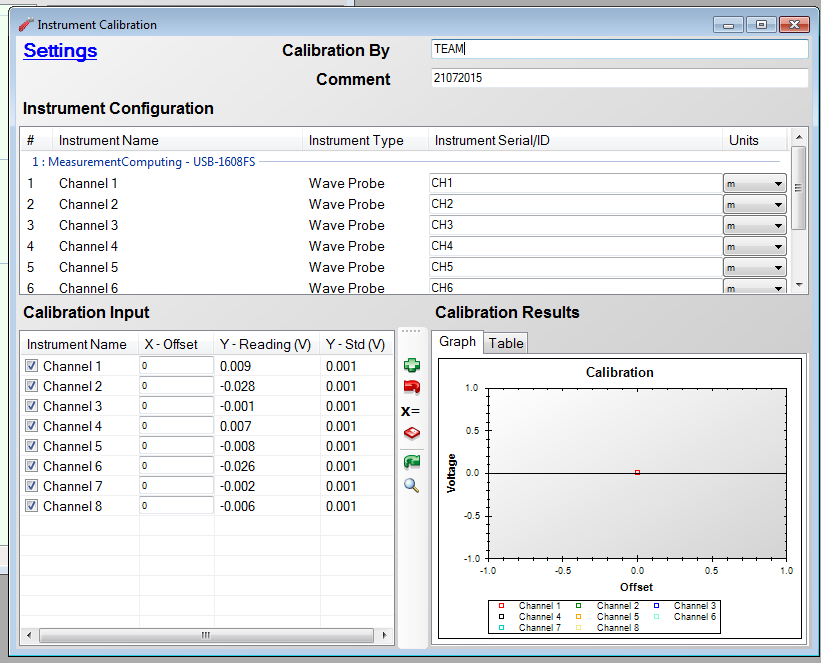 Instrument Calibration
Settings
Calibration By TEAM
Comment 21072015
Instrument Configuration
# Instrument Name Instrument Type Instrument Serial/ID Units
1 : MeasurementComputing - USB-1608FS
1 Channel 1 Wave Probe CH1 m
2 Channel 2 Wave Probe CH2 m
3 Channel 3 Wave Probe CH3 m
4 Channel 4 Wave Probe CH4 m
5 Channel 5 Wave Probe CH5 m
6 Channel 6 Wave Probe CH6 m
Calibration Input
Instrument Name X - Offset Y - Reading (V) Y - Std (V)
Channel 1 0 0.009 0.001
Channel 2 0 -0.028 0.001
Channel 3 0 -0.001 0.001
Channel 4 0 0.007 0.001
Channel 5 0 -0.008 0.001
Channel 6 0 -0.026 0.001
Channel 7 0 -0.002 0.001
Channel 8 0 -0.006 0.001
x=
Calibration Results
Graph Table
Calibration
1.0
0.5
0.0
-0.5
-1.0
Voltage
-1.0 -0.5 0.0 0.5 1.0
Offset
Channel 1 Channel 2 Channel 3
Channel 4 Channel 5 Channel 6
Channel 7 Channel 8